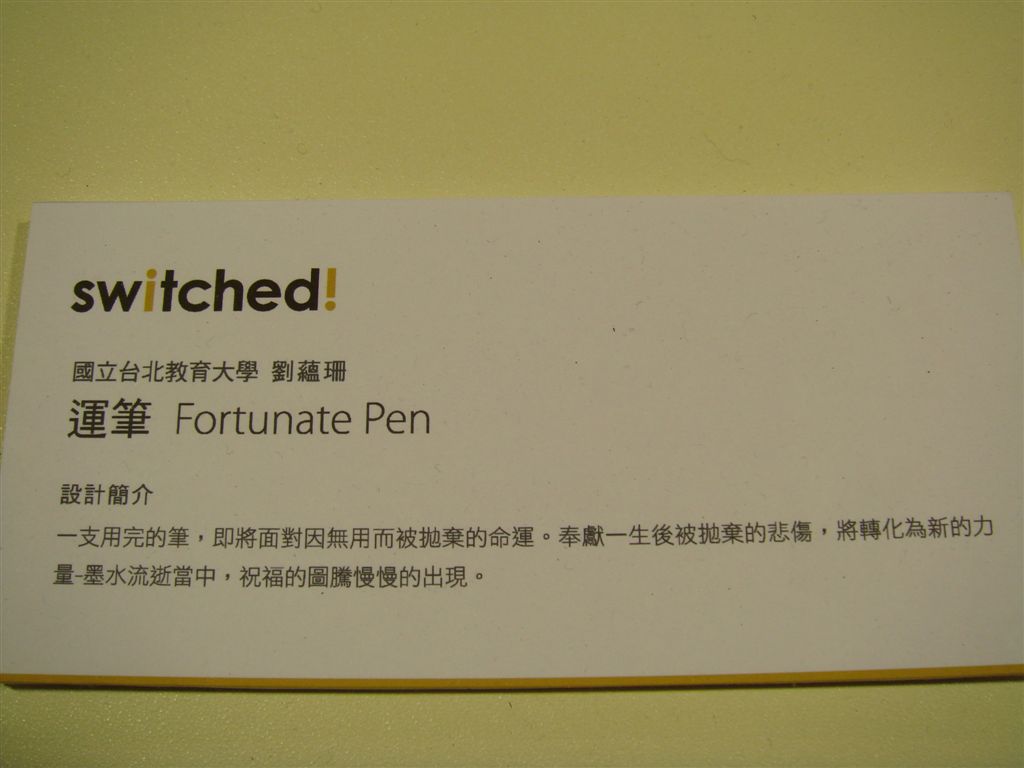 switched!
國立台北教育大學 劉蘊珊
運筆 Fortunate Pen
設計簡介
一支用完的筆，即將面對因無用而被拋棄的命運。奉獻一生後被拋棄的悲傷，將轉化為新的力
量-墨水流逝當中，祝福的圖騰慢慢的出現。